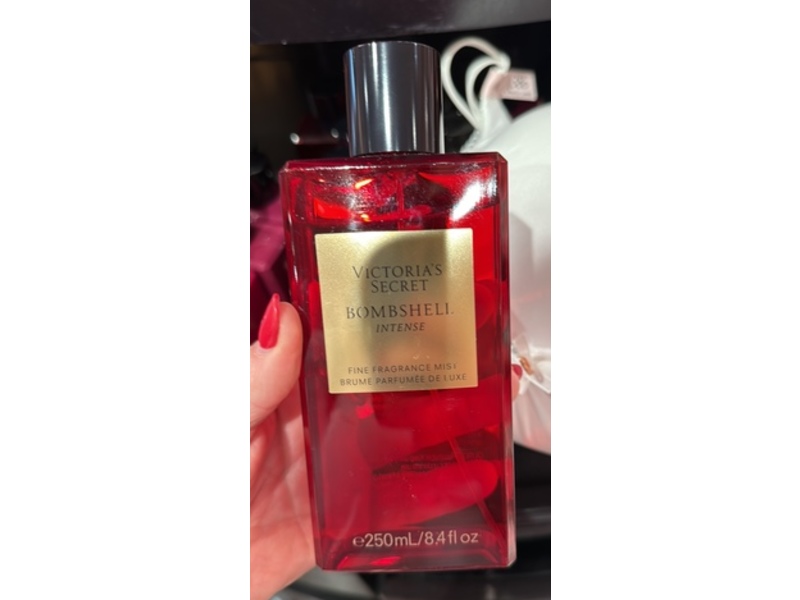 VICTORIA'S
SECRET
BOMBSHELL
INTENSE
FINE FRAGRANCE MIST
BRUME PARFUMÉE DE LUXE
℮250mL/8.4 fl oz